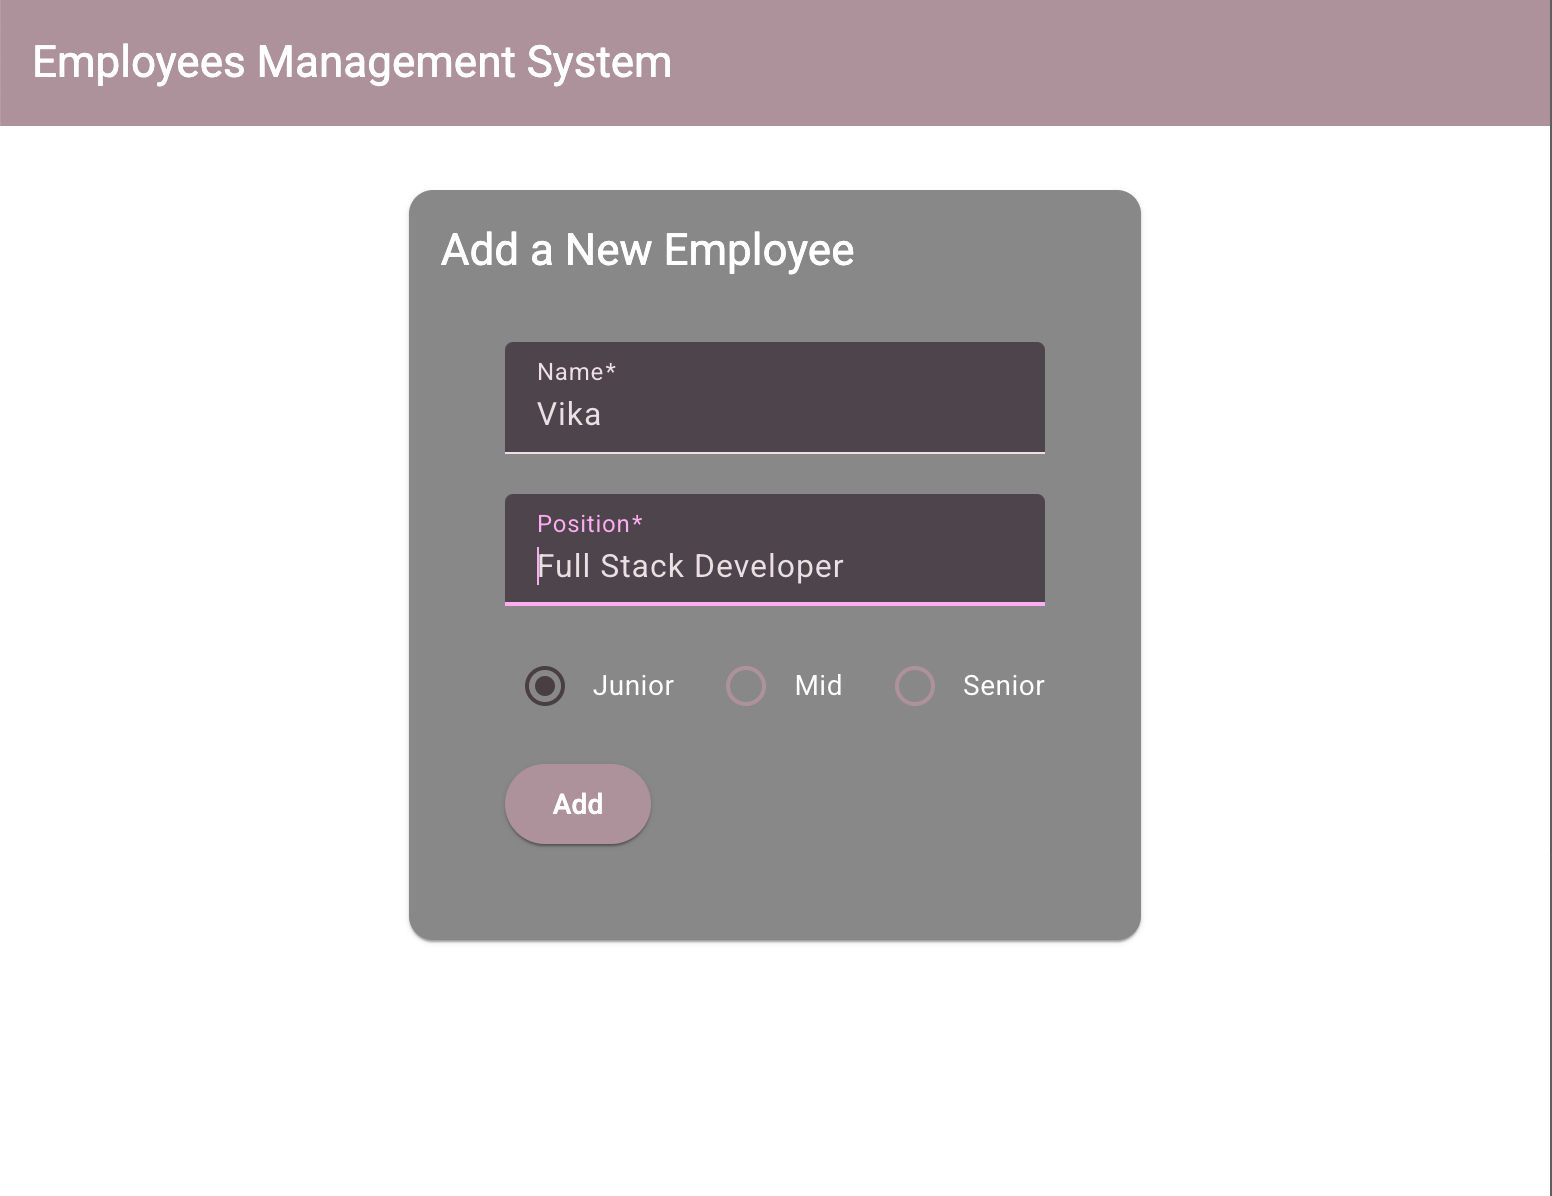 Employees Management System
Add a New Employee
Name*
Vika
Position*
Full Stack Developer
Junior Mid Senior
Add